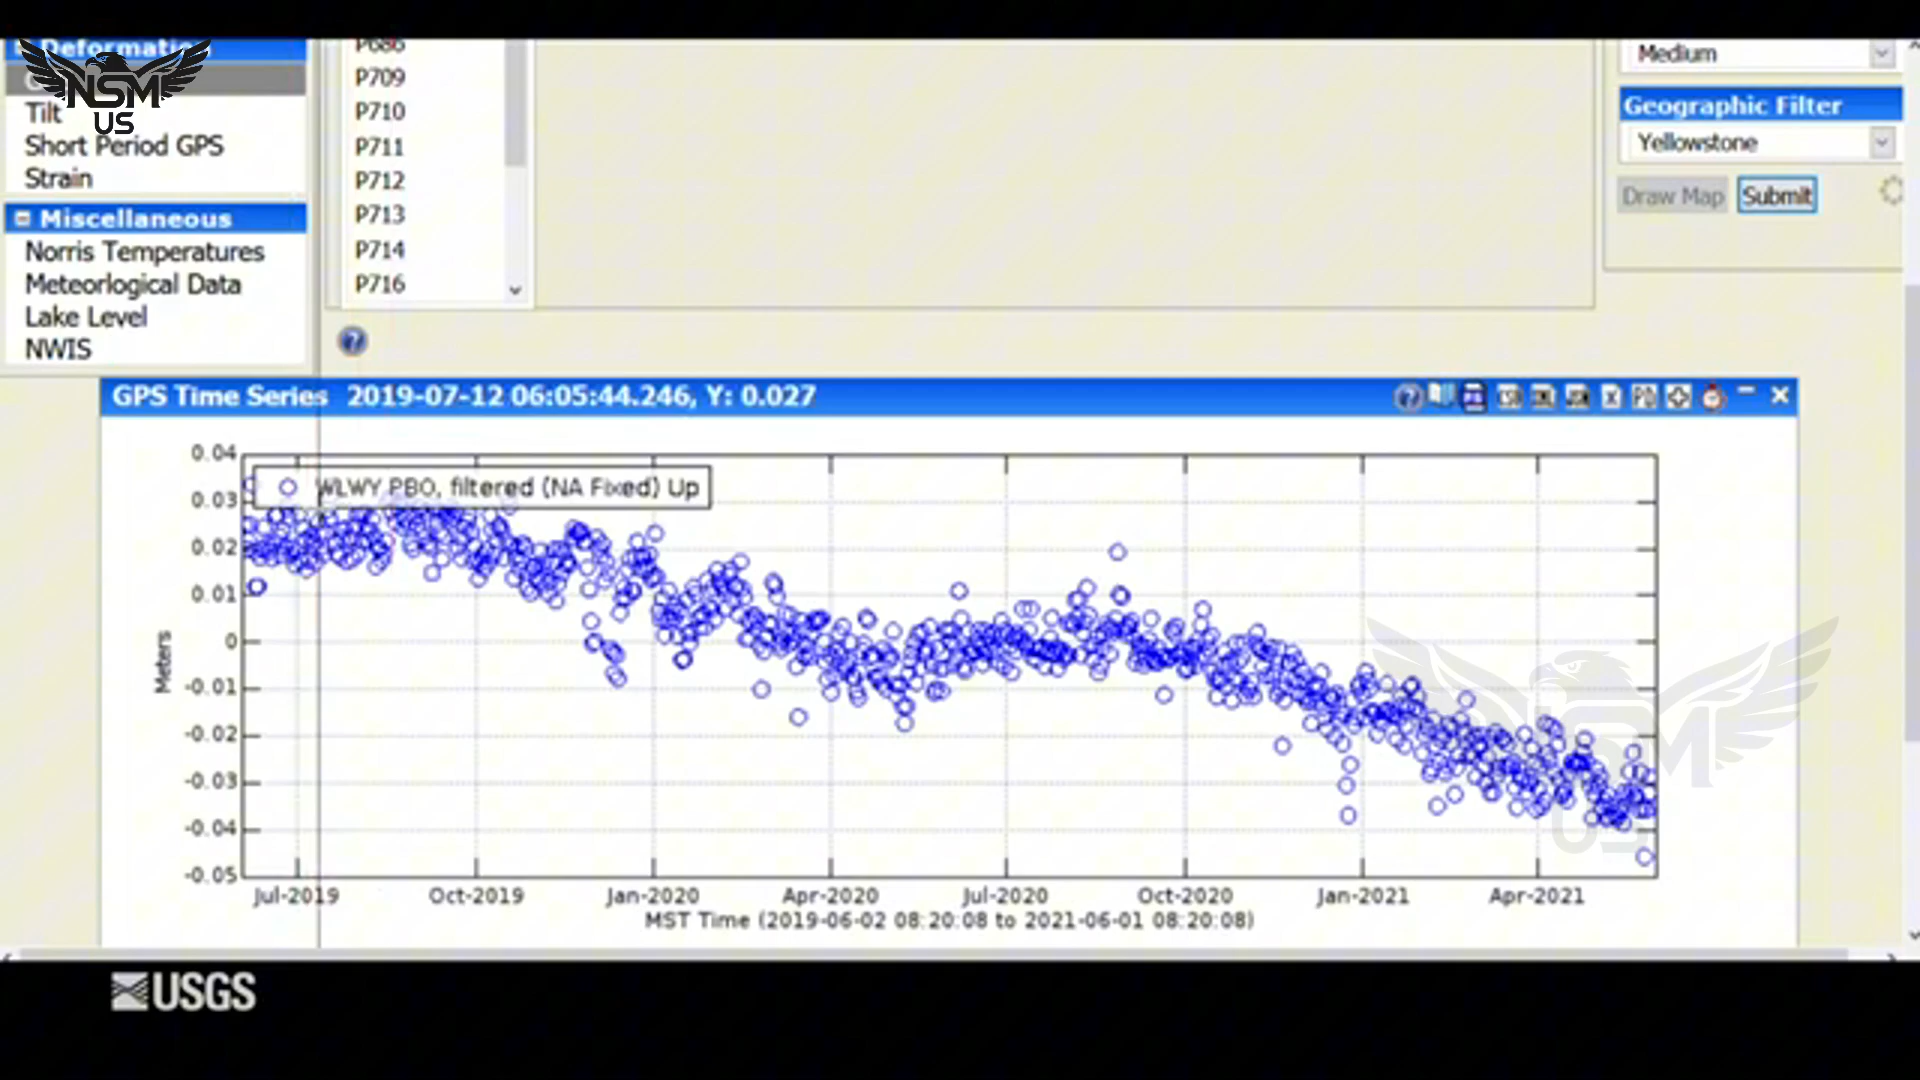 Deformation
NSM
US
Tilt
Short Period GPS
Strain
Miscellaneous
Norris Temperatures
Meteorlogical Data
Lake Level
NWIS
P686
P709
P710
P711
P712
P713
P714
P716
Medium
Geographic Filter
Yellowstone
Draw Map Submit
GPS Time Series 2019-07-12 06:05:44.246, Y: 0.027
WLWY PBO, filtered (NA Fixed) Up
0.04
0.03
0.02
0.01
0
-0.01
-0.02
-0.03
-0.04
-0.05
Meters
Jul-2019 Oct-2019 Jan-2020 Apr-2020 Jul-2020 Oct-2020 Jan-2021 Apr-2021
MST Time (2019-06-02 08:20:08 to 2021-06-01 08:20:08)
SM
US
USGS